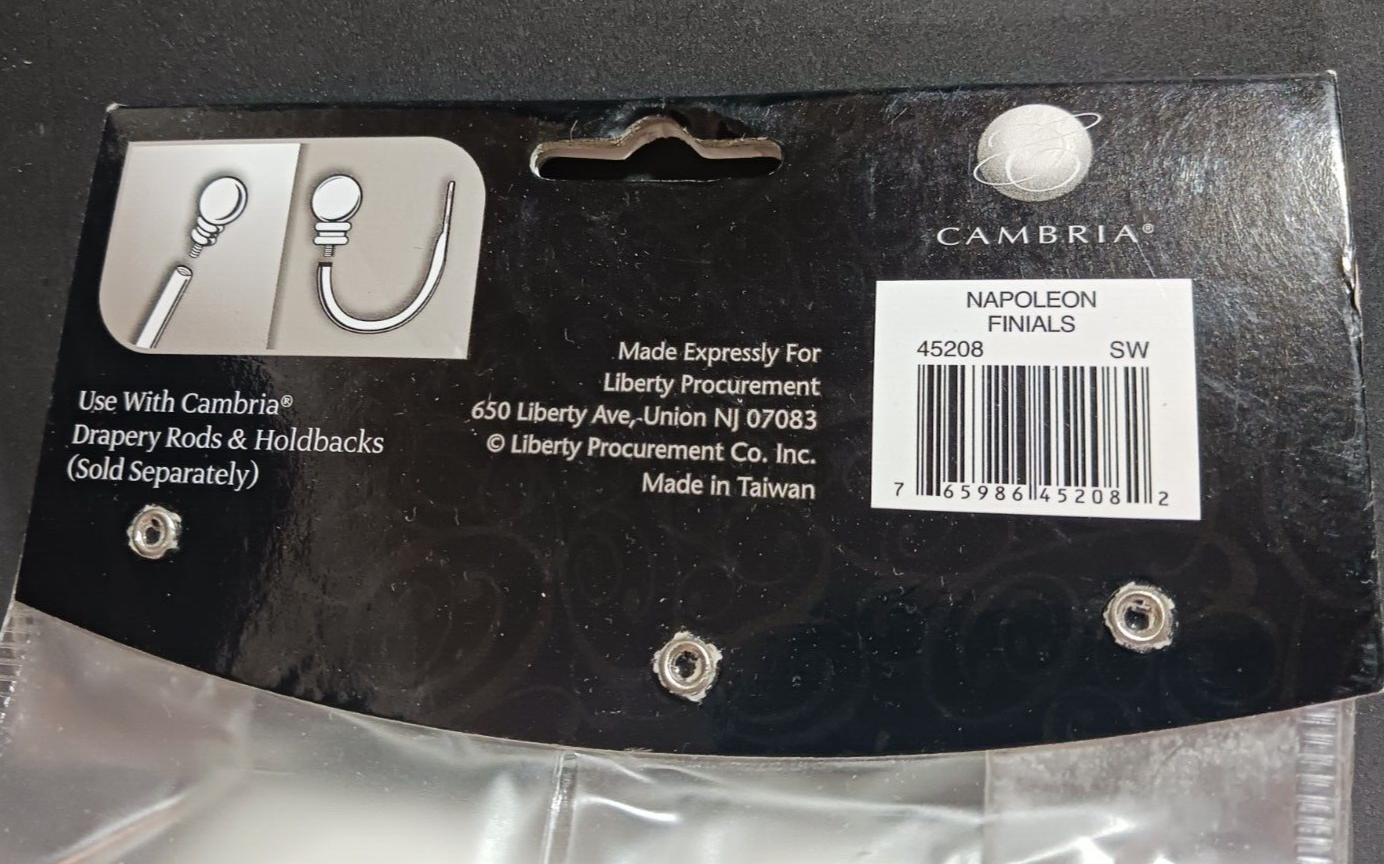 CAMBRIA®
NAPOLEON
FINIALS
45208 SW
7 65986 45208 2
Made Expressly For
Liberty Procurement
650 Liberty Ave, Union NJ 07083
© Liberty Procurement Co. Inc.
Made in Taiwan
Use With Cambria®
Drapery Rods & Holdbacks
(Sold Separately)